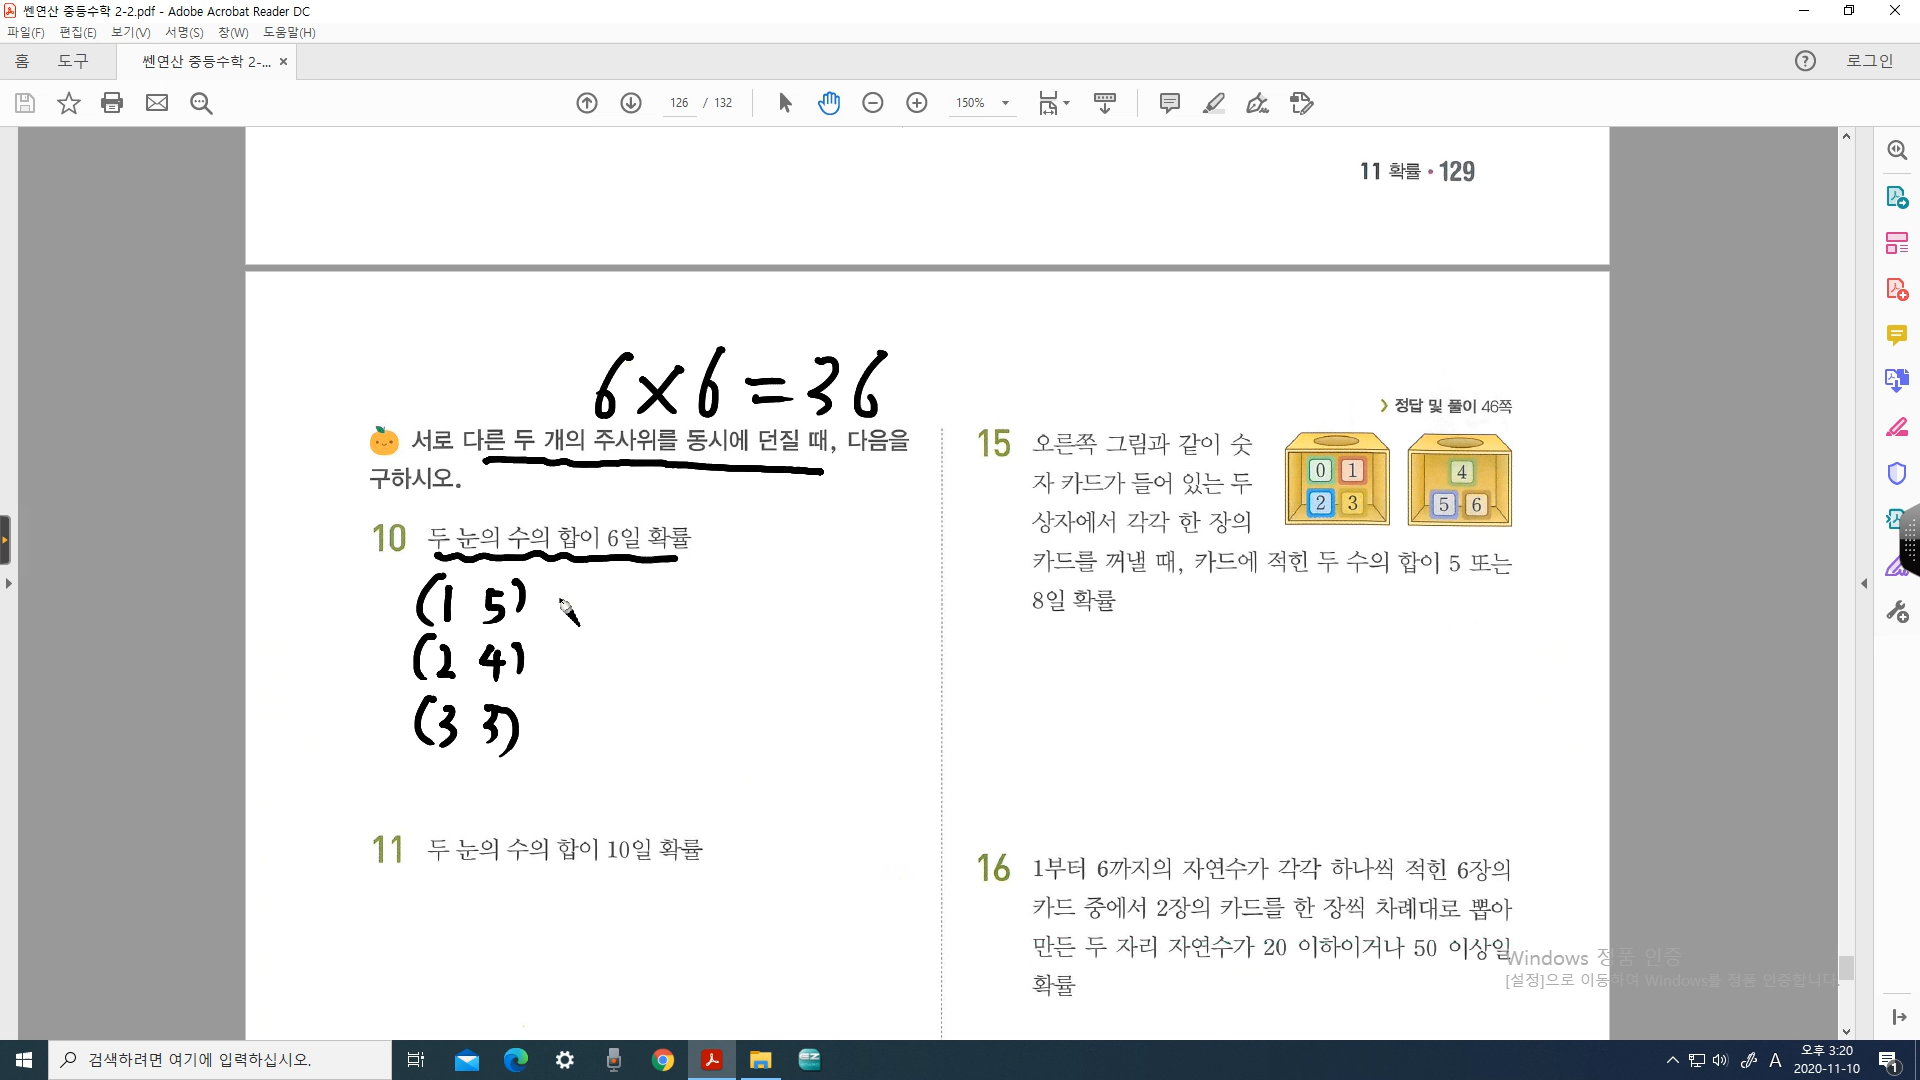 쎈연산 중등수학 2-2.pdf - Adobe Acrobat Reader DC
파일(F) 편집(E) 보기(V) 서명(S) 창(W) 도움말(H)
홈 도구 쎈연산 중등수학 2-... × 로그인
126 / 132 150%
11 확률 • 129
6×6=36
서로 다른 두 개의 주사위를 동시에 던질 때, 다음을
구하시오.
10 두 눈의 수의 합이 6일 확률
(1 5)
(2 4)
(3 3)
11 두 눈의 수의 합이 10일 확률
정답 및 풀이 46쪽
15 오른쪽 그림과 같이 숫
자 카드가 들어 있는 두
상자에서 각각 한 장의
카드를 꺼낼 때, 카드에 적힌 두 수의 합이 5 또는
8일 확률
0 1 4
2 3 5 6
16 1부터 6까지의 자연수가 각각 하나씩 적힌 6장의
카드 중에서 2장의 카드를 한 장씩 차례대로 뽑아
만든 두 자리 자연수가 20 이하이거나 50 이상일
확률
Windows 정품 인증
[설정]으로 이동하여 Windows를 정품 인증합니다.
검색하려면 여기에 입력하십시오.
EZ
A 오후 3:20
2020-11-10
1